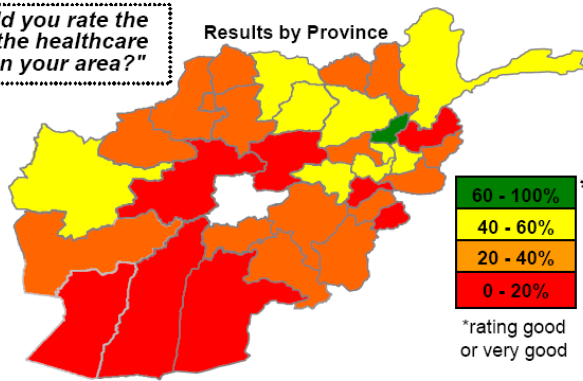 ld you rate the
the healthcare
n your area?"
Results by Province
*
60 - 100%
40 - 60%
20 - 40%
0 - 20%
*rating good
or very good